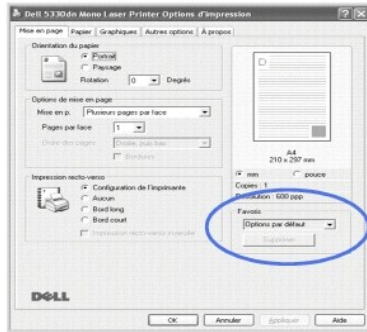 Dell 5330dn Mono Laser Printer Options d'impression
Mise en page Papier Graphiques Autres options À propos
Orientation du papier
Portrait
Paysage
Rotation 0 Degrés
Options de mise en page
Mise en p. Plusieurs pages par face
Pages par face 1
Ordre des pages Droite, puis bas
Bordures
Impression recto-verso
Configuration de l'imprimante
Aucun
Bord long
Bord court
Impression recto-verso inversée
A4
210 x 297 mm
mm pouce
Copies : 1
Résolution : 600 ppp
Favoris
Options par défaut
Supprimer
DELL
OK Annuler Appliquer Aide